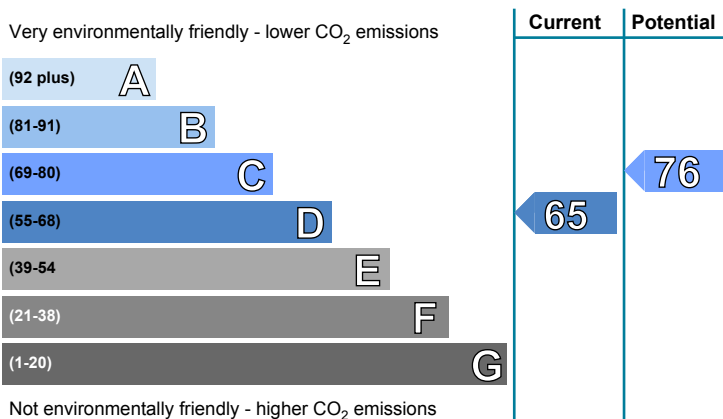 Very environmentally friendly - lower CO2 emissions
Current
Potential
(92 plus) A
(81-91) B
(69-80) C
(55-68) D
(39-54 E
(21-38) F
(1-20) G
76
65
Not environmentally friendly - higher CO2 emissions